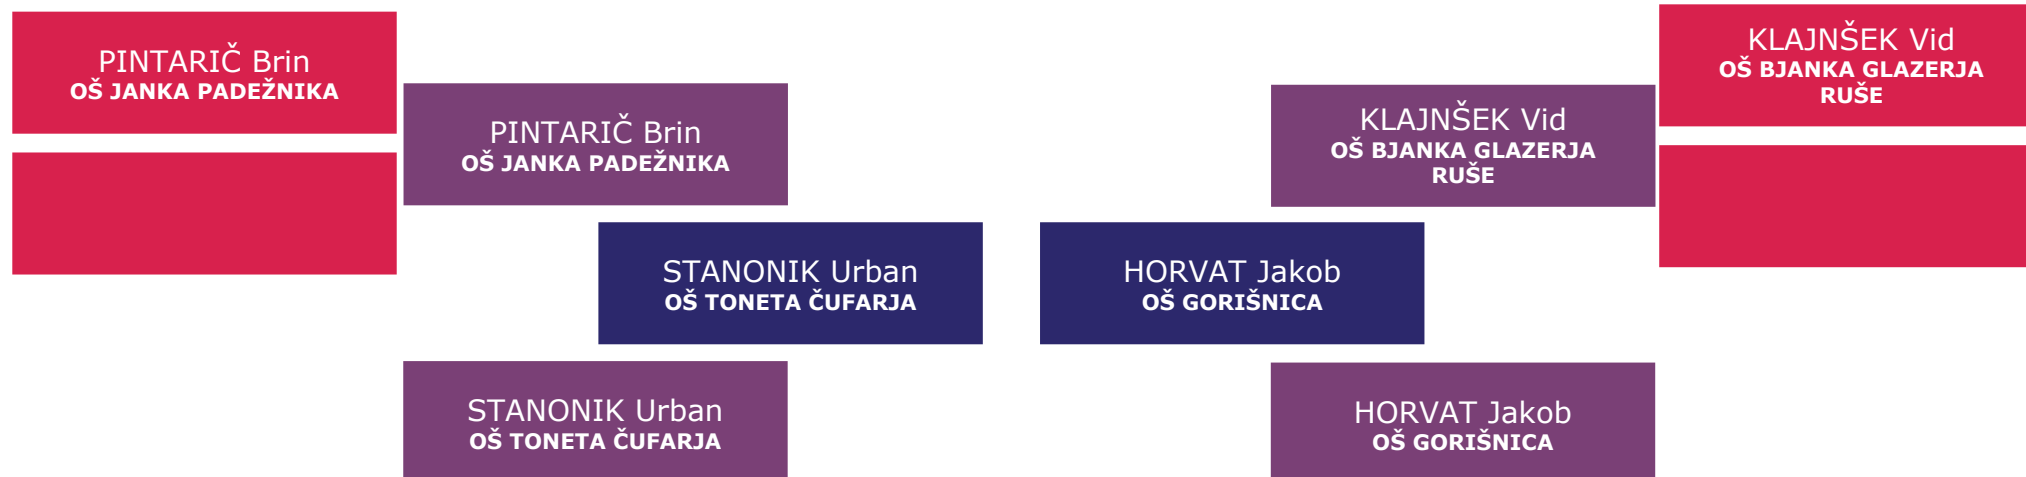 PINTARIČ Brin
OŠ JANKA PADEŽNIKA
PINTARIČ Brin
OŠ JANKA PADEŽNIKA
STANONIK Urban
OŠ TONETA ČUFARJA
STANONIK Urban
OŠ TONETA ČUFARJA
KLAJNŠEK Vid
OŠ BJANKA GLAZERJA
RUŠE
KLAJNŠEK Vid
OŠ BJANKA GLAZERJA
RUŠE
HORVAT Jakob
OŠ GORIŠNICA
HORVAT Jakob
OŠ GORIŠNICA